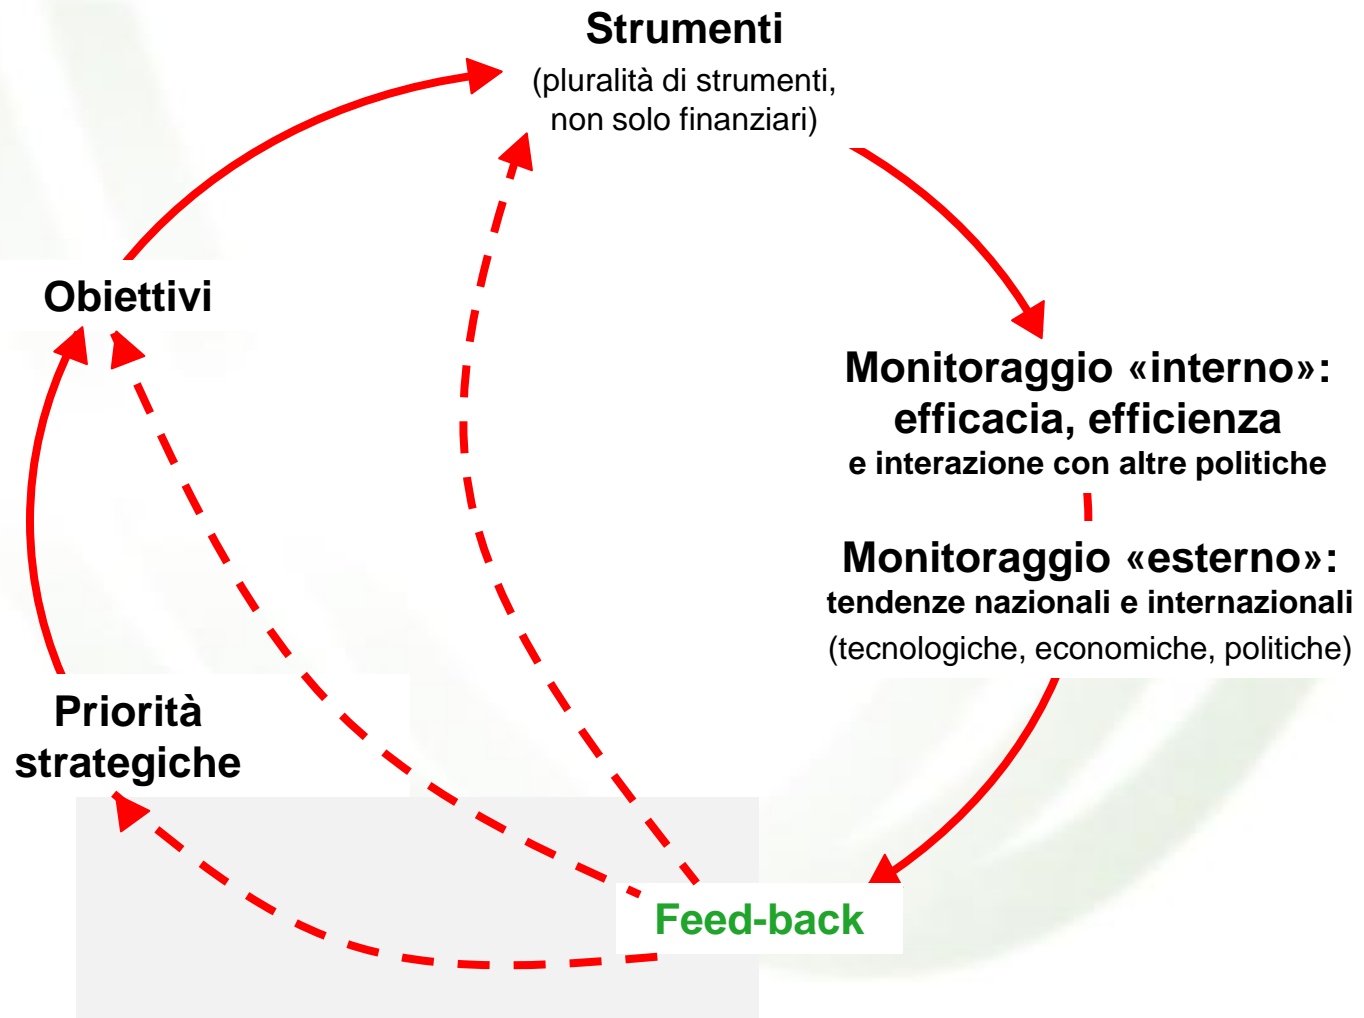 Strumenti
(pluralità di strumenti,
non solo finanziari)
Obiettivi
Monitoraggio «interno»:
efficacia, efficienza
e interazione con altre politiche
Monitoraggio «esterno»:
tendenze nazionali e internazionali
(tecnologiche, economiche, politiche)
Priorità
strategiche
Feed-back